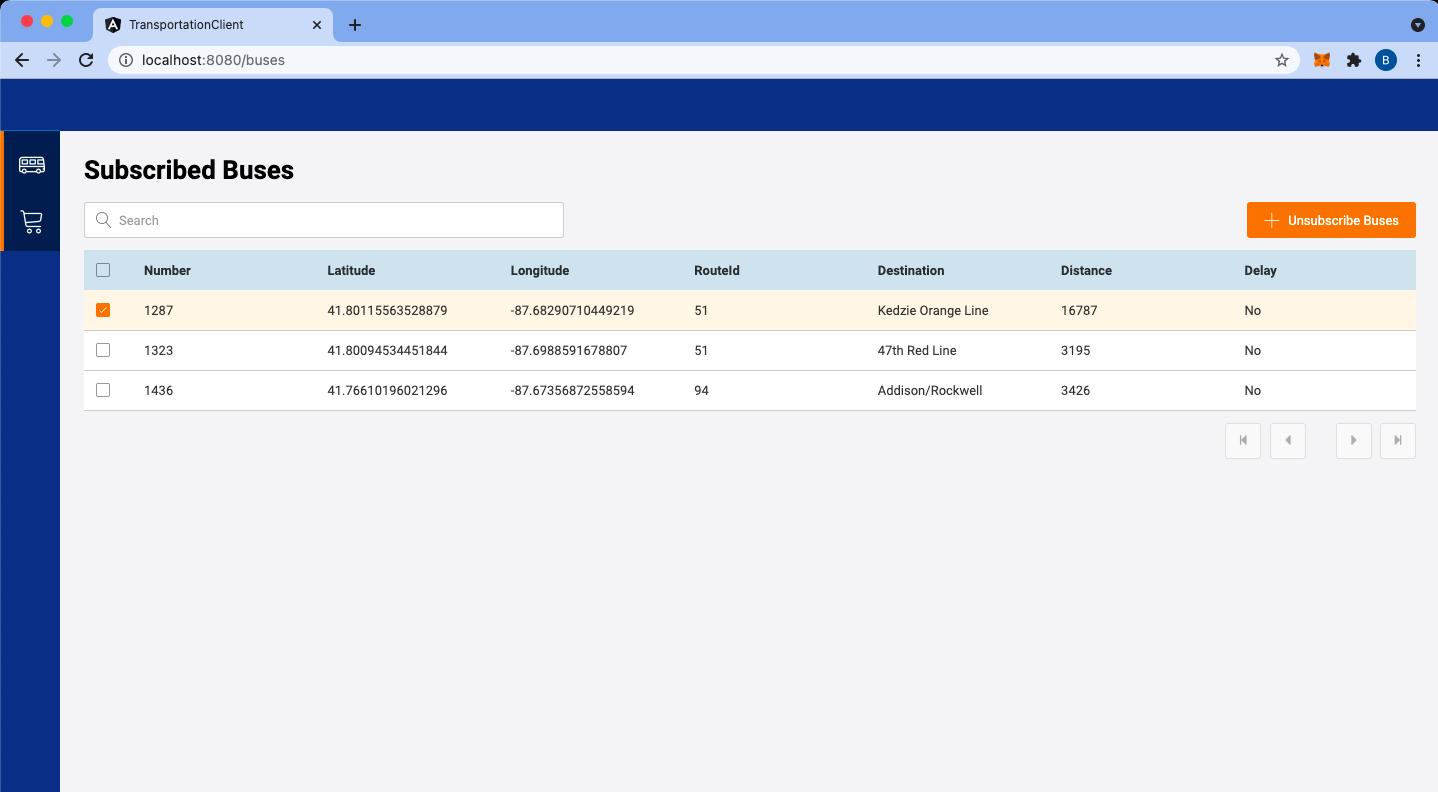 TransportationClient
localhost:8080/buses
B
Subscribed Buses
Search
Unsubscribe Buses
Number Latitude Longitude RouteId Destination Distance Delay
1287 41.80115563528879 -87.68290710449219 51 Kedzie Orange Line 16787 No
1323 41.80094534451844 -87.6988591678807 51 47th Red Line 3195 No
1436 41.76610196021296 -87.67356872558594 94 Addison/Rockwell 3426 No